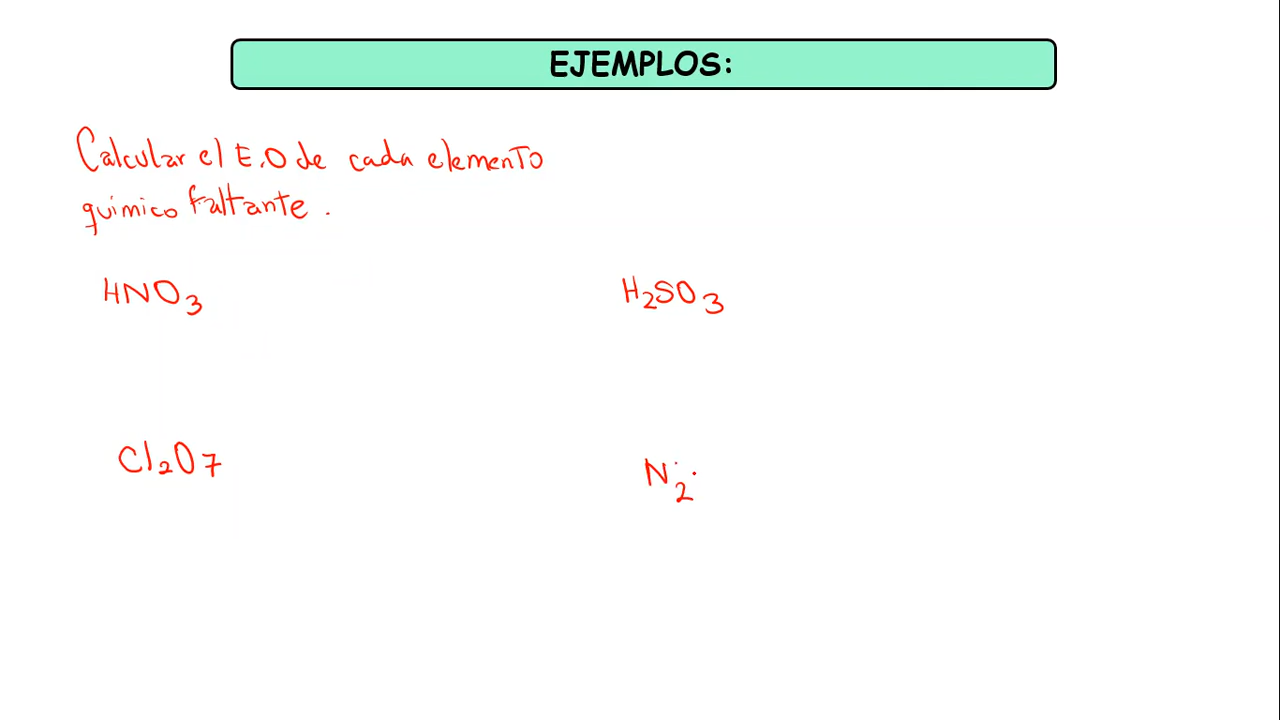 EJEMPLOS:
Calcular el E.O de cada elemento
químico faltante.
HNO₃
H₂SO₃
Cl₂O₇
N₂